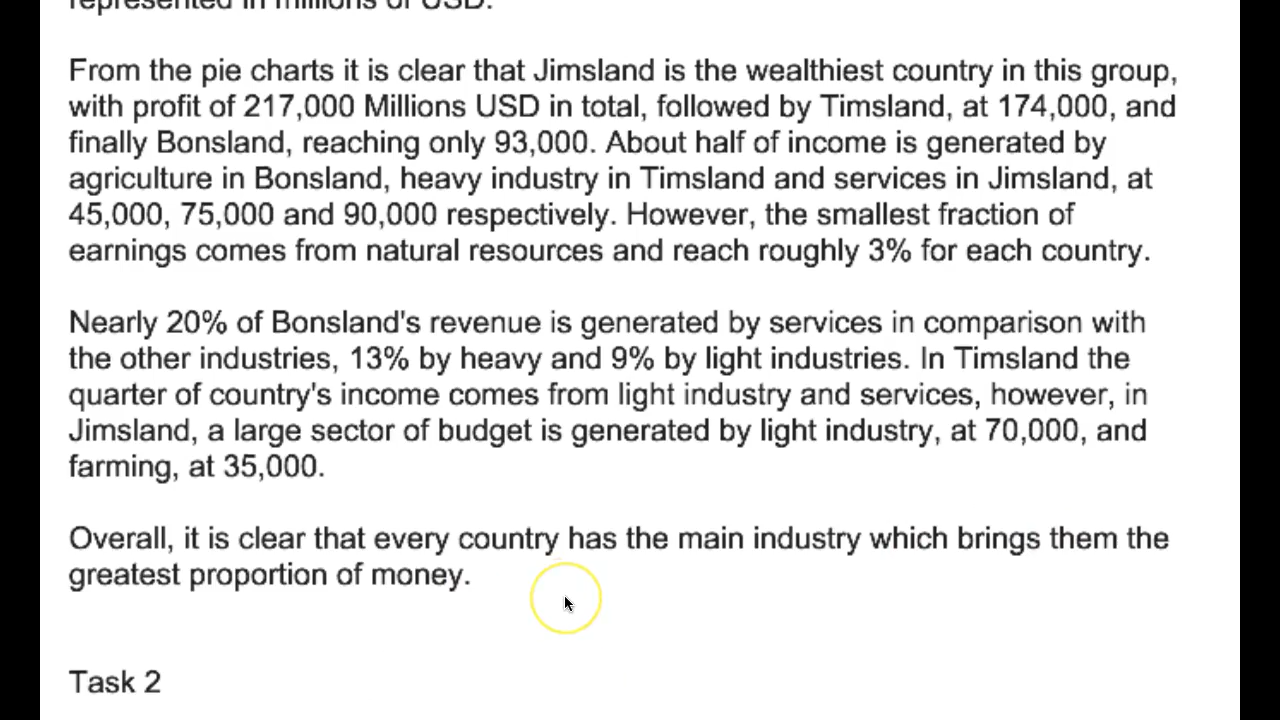 represented in millions of USD.
From the pie charts it is clear that Jimsland is the wealthiest country in this group,
with profit of 217,000 Millions USD in total, followed by Timsland, at 174,000, and
finally Bonsland, reaching only 93,000. About half of income is generated by
agriculture in Bonsland, heavy industry in Timsland and services in Jimsland, at
45,000, 75,000 and 90,000 respectively. However, the smallest fraction of
earnings comes from natural resources and reach roughly 3% for each country.
Nearly 20% of Bonsland's revenue is generated by services in comparison with
the other industries, 13% by heavy and 9% by light industries. In Timsland the
quarter of country's income comes from light industry and services, however, in
Jimsland, a large sector of budget is generated by light industry, at 70,000, and
farming, at 35,000.
Overall, it is clear that every country has the main industry which brings them the
greatest proportion of money.
Task 2